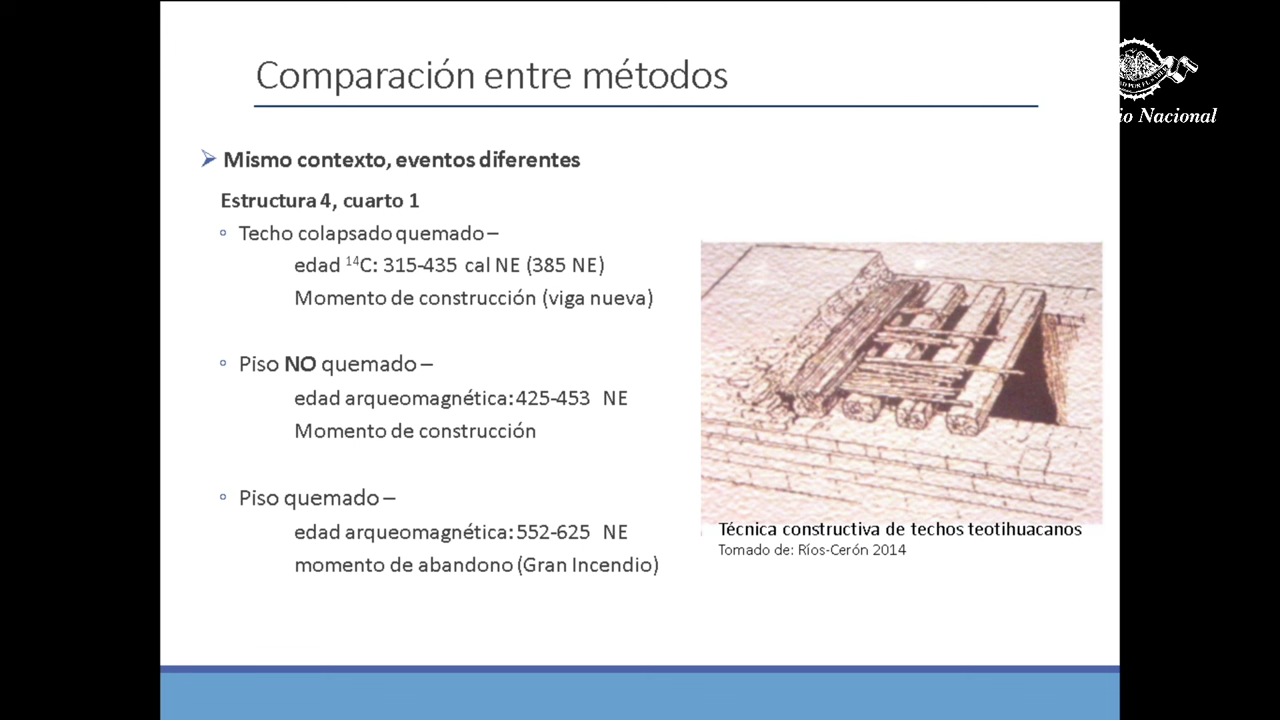 Comparación entre métodos
Mismo contexto, eventos diferentes
Estructura 4, cuarto 1
Techo colapsado quemado –
edad ¹⁴C: 315-435 cal NE (385 NE)
Momento de construcción (viga nueva)
Piso NO quemado –
edad arqueomagnética: 425-453 NE
Momento de construcción
Piso quemado –
edad arqueomagnética: 552-625 NE
momento de abandono (Gran Incendio)
Técnica constructiva de techos teotihuacanos
Tomado de: Ríos-Cerón 2014
io Nacional